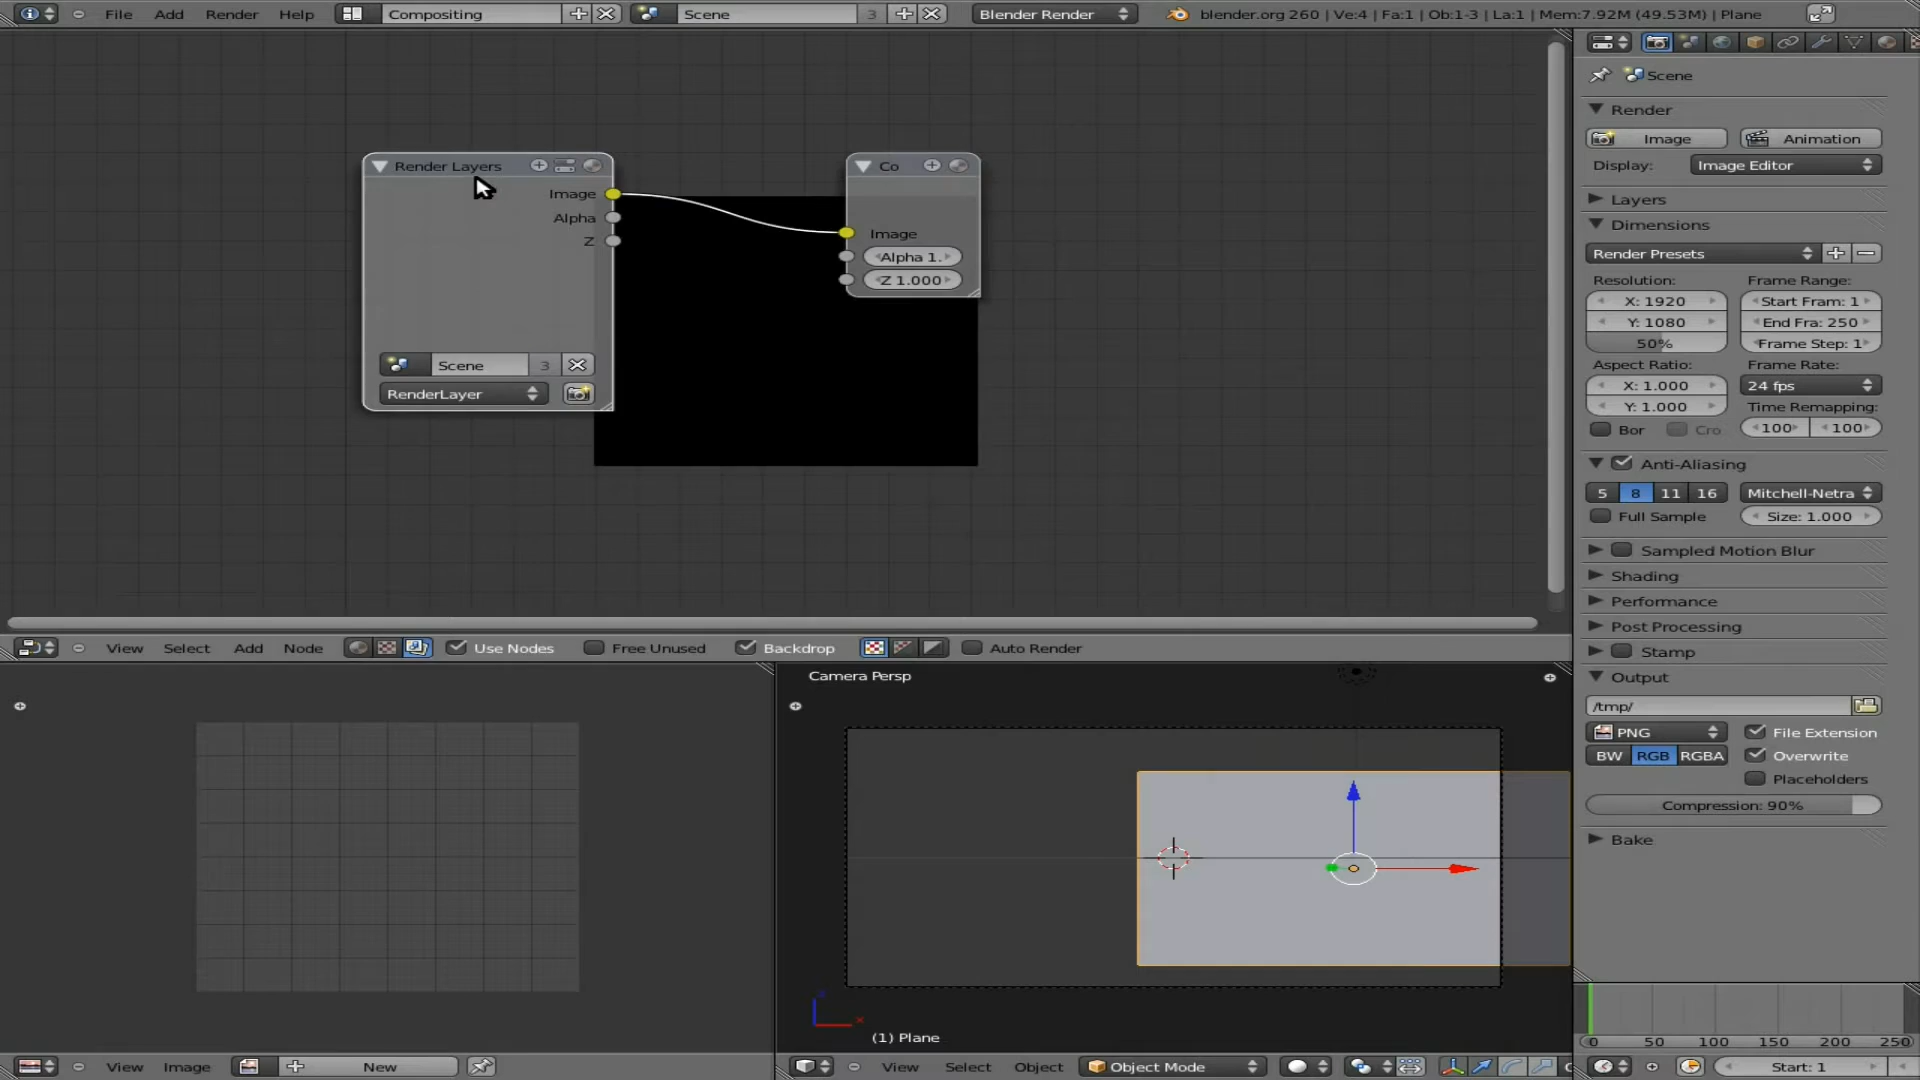 File Add Render Help Compositing Scene 3 Blender Render blender.org 260 | Ve:4 | Fa:1 | Ob:1-3 | La:1 | Mem:7.92M (49.53M) | Plane
Render Layers
Image
Alpha
Z
Scene 3
RenderLayer
Co
Image
Alpha 1.
Z 1.000
View Select Add Node Use Nodes Free Unused Backdrop Auto Render
Camera Persp
(1) Plane
View Image New
View Select Object Object Mode
Scene
Render
Image Animation
Display: Image Editor
Layers
Dimensions
Render Presets
Resolution: Frame Range:
X: 1920 Start Fram: 1
Y: 1080 End Fra: 250
50% Frame Step: 1
Aspect Ratio: Frame Rate:
X: 1.000 24 fps
Y: 1.000 Time Remapping:
Bor Cro 100 100
Anti-Aliasing
5 8 11 16 Mitchell-Netra
Full Sample Size: 1.000
Sampled Motion Blur
Shading
Performance
Post Processing
Stamp
Output
/tmp/
PNG File Extension
BW RGB RGBA Overwrite
Placeholders
Compression: 90%
Bake
0 50 100 150 200 250
Start: 1